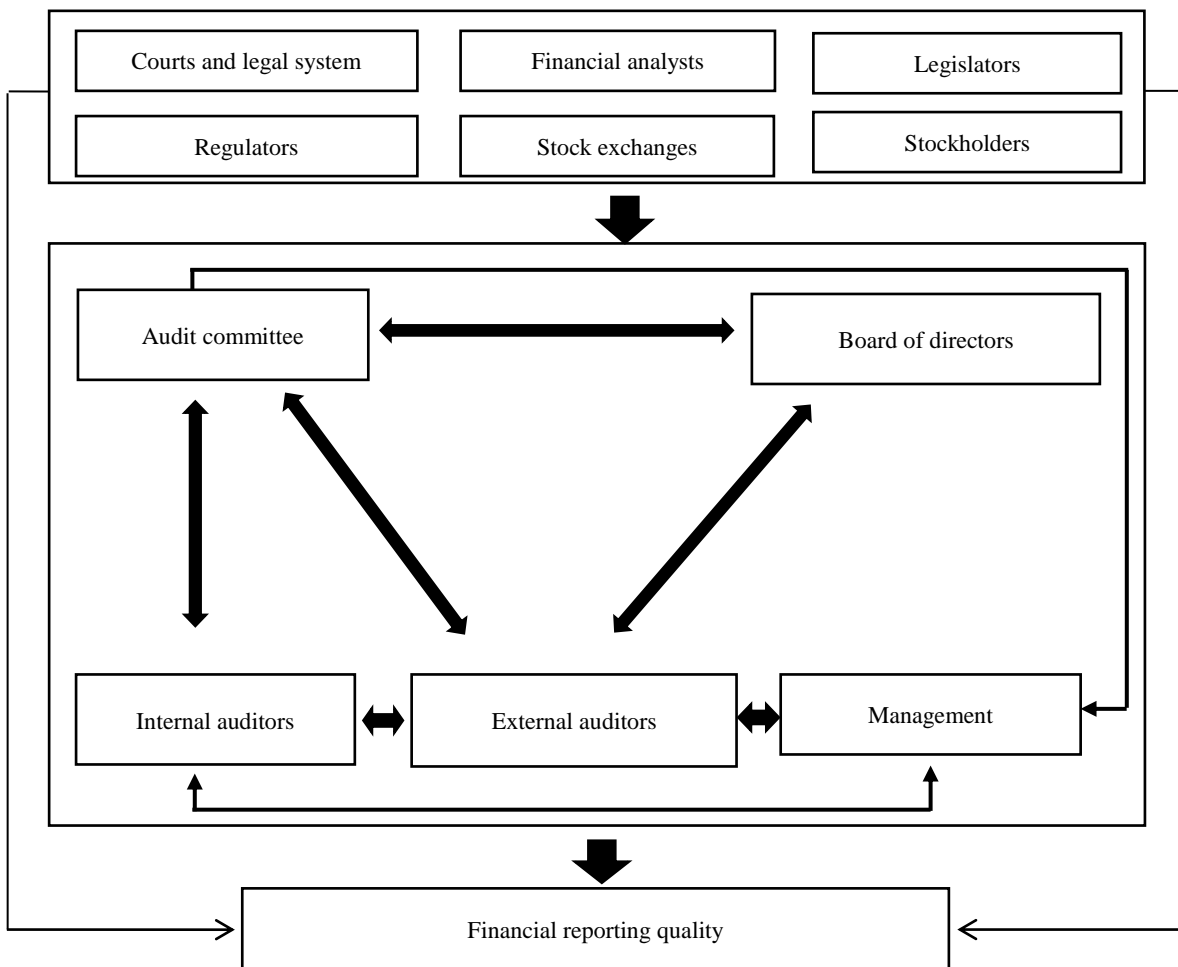 Courts and legal system
Financial analysts
Legislators
Regulators
Stock exchanges
Stockholders
Audit committee
Board of directors
Internal auditors
External auditors
Management
Financial reporting quality